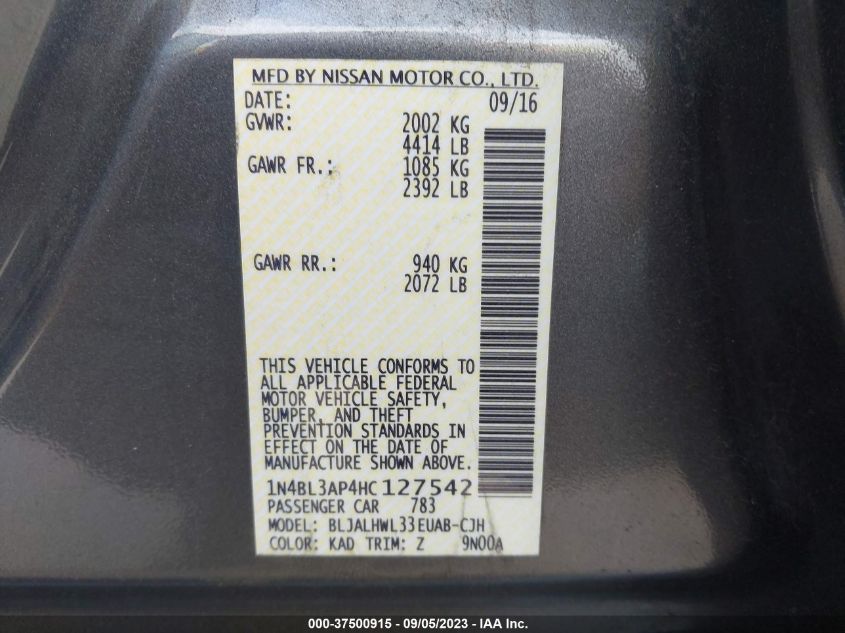 MFD BY NISSAN MOTOR CO., LTD.
DATE: 09/16
GVWR: 2002 KG
4414 LB
GAWR FR.: 1085 KG
2392 LB
GAWR RR.: 940 KG
2072 LB
THIS VEHICLE CONFORMS TO
ALL APPLICABLE FEDERAL
MOTOR VEHICLE SAFETY,
BUMPER, AND THEFT
PREVENTION STANDARDS IN
EFFECT ON THE DATE OF
MANUFACTURE SHOWN ABOVE.
1N4BL3AP4HC127542
PASSENGER CAR 783
MODEL: BLJALHWL33EUAB-CJH
COLOR: KAD TRIM: Z 9N00A
000-37500915 - 09/05/2023 - IAA Inc.